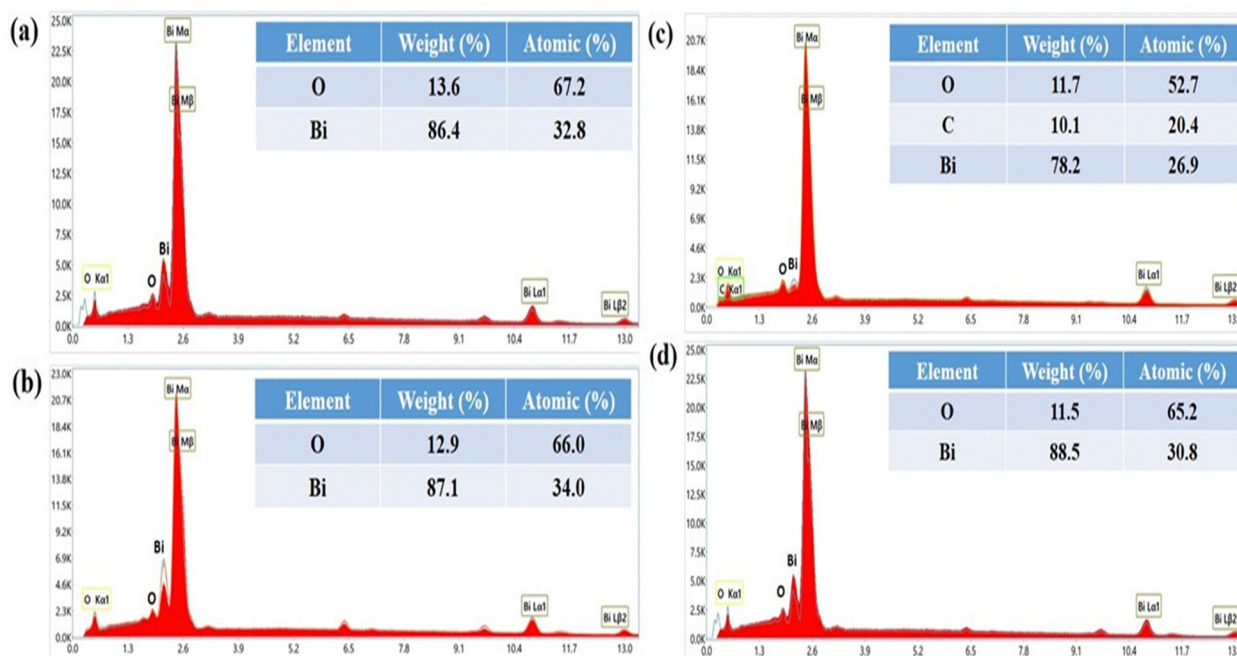 (a)
25.0K
22.5K
20.0K
17.5K
15.0K
12.5K
10.0K
7.5K
5.0K
2.5K
0.0K
Bi Mα
Bi Mβ
Bi
O
O Kα1
Bi Lα1
Bi Lβ2
0.0 1.3 2.6 3.9 5.2 6.5 7.8 9.1 10.4 11.7 13.0
Element Weight (%) Atomic (%)
O 13.6 67.2
Bi 86.4 32.8
(b)
23.0K
20.7K
18.4K
16.1K
13.8K
11.5K
9.2K
6.9K
4.6K
2.3K
0.0K
Bi Mα
Bi Mβ
Bi
O
O Kα1
Bi Lα1
Bi Lβ2
0.0 1.3 2.6 3.9 5.2 6.5 7.8 9.1 10.4 11.7 13.0
Element Weight (%) Atomic (%)
O 12.9 66.0
Bi 87.1 34.0
(c)
20.7K
18.4K
16.1K
13.8K
11.5K
9.2K
6.9K
4.6K
2.3K
0.0K
Bi Mα
Bi Mβ
Bi
O
O Kα1
C Kα1
Bi Lα1
Bi Lβ2
0.0 1.3 2.6 3.9 5.2 6.5 7.8 9.1 10.4 11.7
Element Weight (%) Atomic (%)
O 11.7 52.7
C 10.1 20.4
Bi 78.2 26.9
(d)
25.0K
22.5K
20.0K
17.5K
15.0K
12.5K
10.0K
7.5K
5.0K
2.5K
0.0K
Bi Mα
Bi Mβ
Bi
O
O Kα1
Bi Lα1
Bi Lβ2
0.0 1.3 2.6 3.9 5.2 6.5 7.8 9.1 10.4 11.7
Element Weight (%) Atomic (%)
O 11.5 65.2
Bi 88.5 30.8